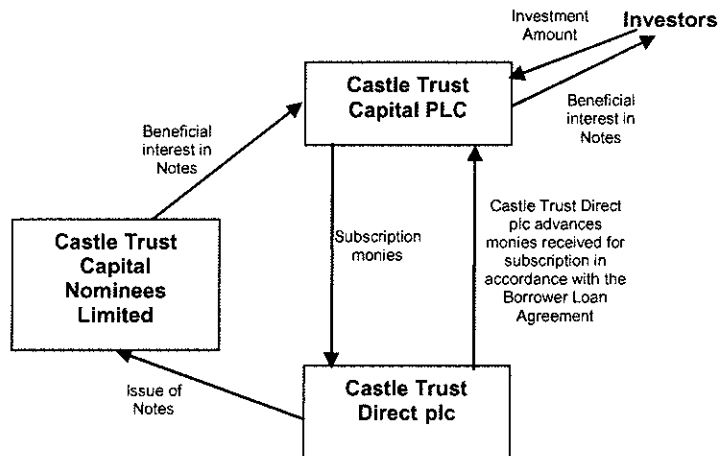 Investment
Amount
Investors
Castle Trust
Capital PLC
Beneficial
interest in
Notes
Beneficial
interest in
Notes
Castle Trust
Capital
Nominees
Limited
Subscription
monies
Castle Trust Direct
plc advances
monies received for
subscription in
accordance with the
Borrower Loan
Agreement
Issue of
Notes
Castle Trust
Direct plc